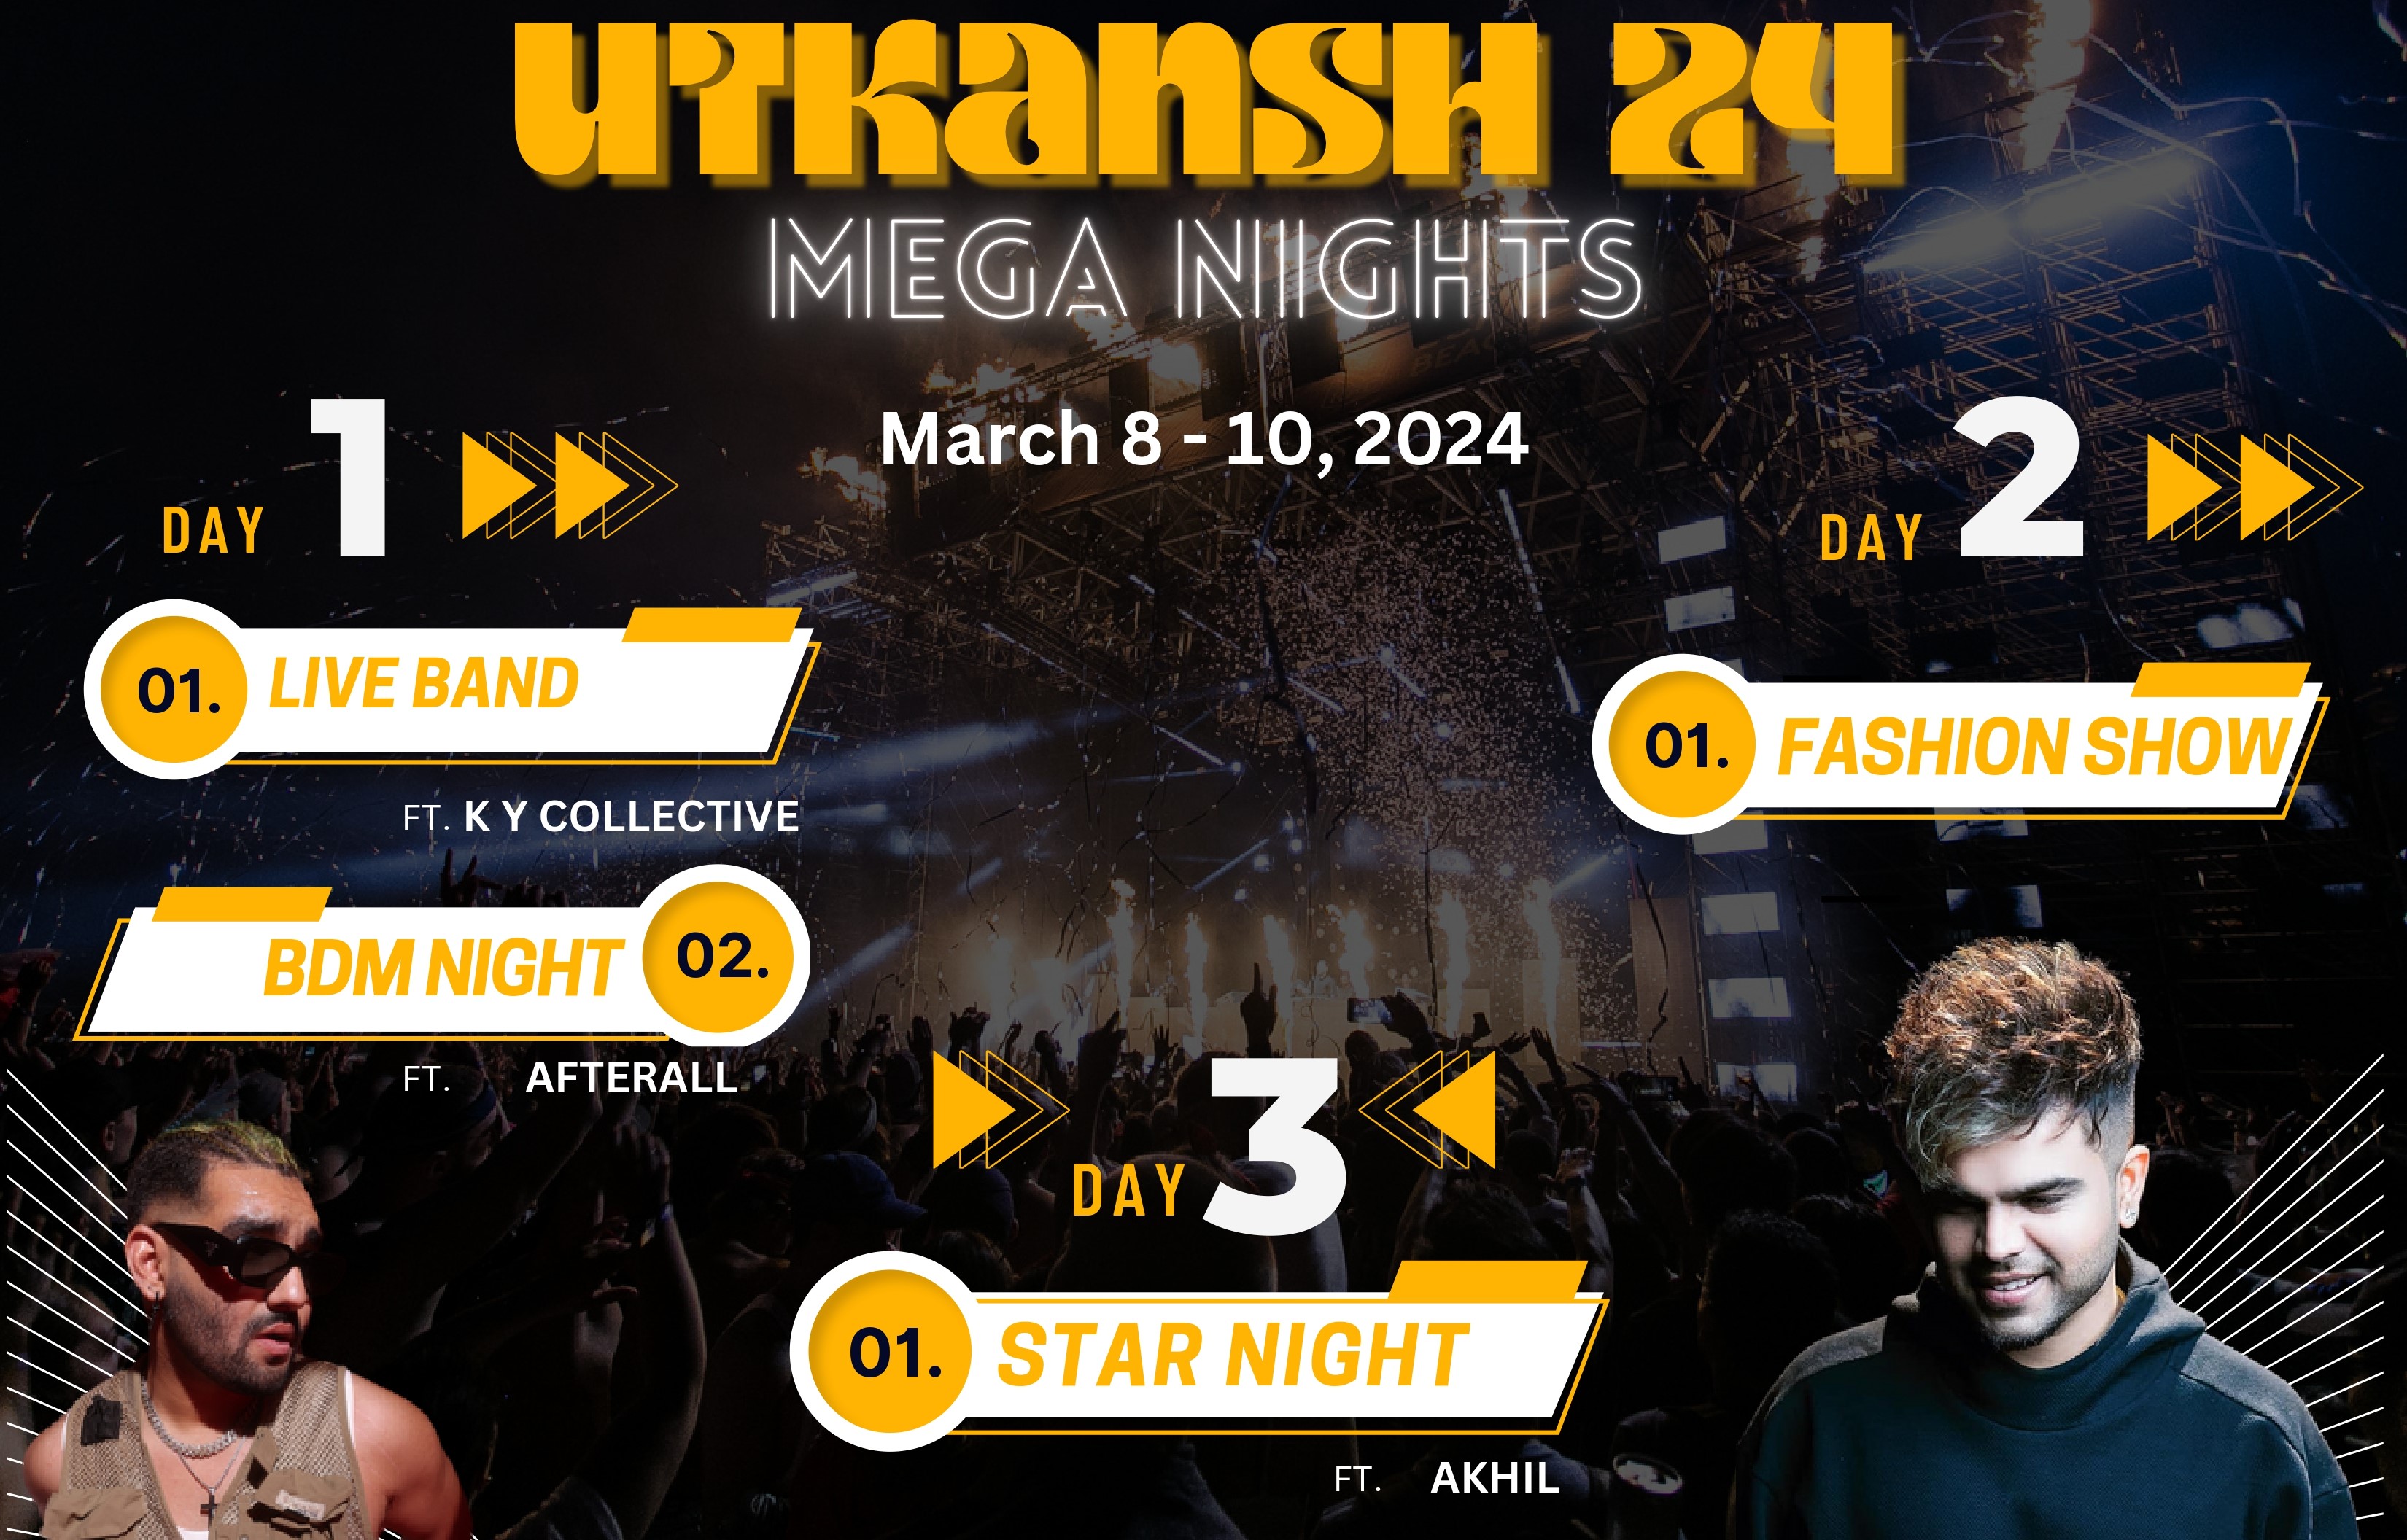 UTKANSH 24
MEGA NIGHTS
March 8 - 10, 2024
DAY 1
01. LIVE BAND
FT. K Y COLLECTIVE
BDM NIGHT 02.
FT. AFTERALL
DAY 2
01. FASHION SHOW
DAY 3
01. STAR NIGHT
FT. AKHIL